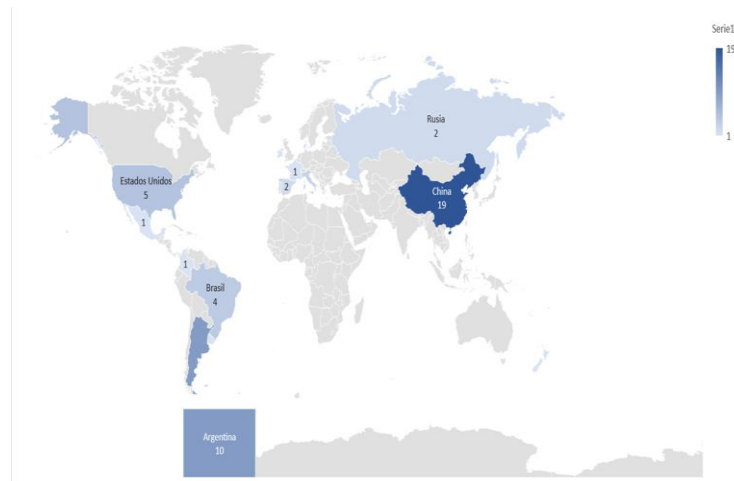 Serie1
19
1
Rusia
2
1
2
China
19
Estados Unidos
5
1
1
Brasil
4
Argentina
10